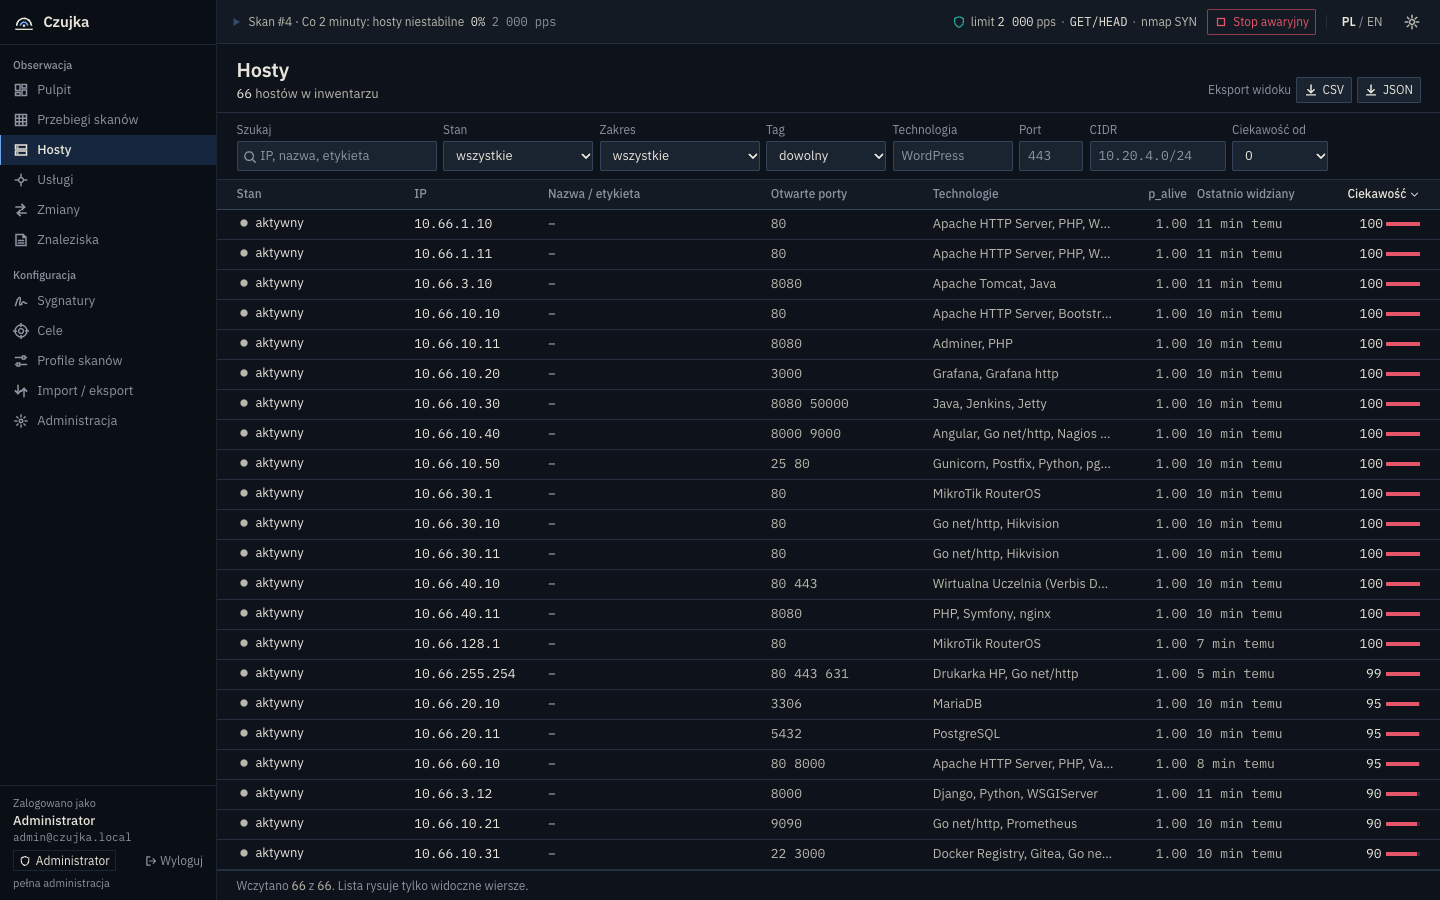 Czujka
Skan #4 · Co 2 minuty: hosty niestabilne 0% 2 000 pps
limit 2 000 pps · GET/HEAD · nmap SYN
Stop awaryjny
PL / EN
Obserwacja
Pulpit
Przebiegi skanów
Hosty
Usługi
Zmiany
Znaleziska
Konfiguracja
Sygnatury
Cele
Profile skanów
Import / eksport
Administracja
Zalogowano jako
Administrator
admin@czujka.local
Administrator
Wyloguj
pełna administracja
Hosty
66 hostów w inwentarzu
Eksport widoku CSV JSON
Szukaj Stan Zakres Tag Technologia Port CIDR Ciekawość od
IP, nazwa, etykieta wszystkie wszystkie dowolny WordPress 443 10.20.4.0/24 0
Stan IP Nazwa / etykieta Otwarte porty Technologie p_alive Ostatnio widziany Ciekawość
aktywny 10.66.1.10 – 80 Apache HTTP Server, PHP, W... 1.00 11 min temu 100
aktywny 10.66.1.11 – 80 Apache HTTP Server, PHP, W... 1.00 11 min temu 100
aktywny 10.66.3.10 – 8080 Apache Tomcat, Java 1.00 11 min temu 100
aktywny 10.66.10.10 – 80 Apache HTTP Server, Bootstr... 1.00 10 min temu 100
aktywny 10.66.10.11 – 8080 Adminer, PHP 1.00 10 min temu 100
aktywny 10.66.10.20 – 3000 Grafana, Grafana http 1.00 10 min temu 100
aktywny 10.66.10.30 – 8080 50000 Java, Jenkins, Jetty 1.00 10 min temu 100
aktywny 10.66.10.40 – 8000 9000 Angular, Go net/http, Nagios ... 1.00 10 min temu 100
aktywny 10.66.10.50 – 25 80 Gunicorn, Postfix, Python, pg... 1.00 10 min temu 100
aktywny 10.66.30.1 – 80 MikroTik RouterOS 1.00 10 min temu 100
aktywny 10.66.30.10 – 80 Go net/http, Hikvision 1.00 10 min temu 100
aktywny 10.66.30.11 – 80 Go net/http, Hikvision 1.00 10 min temu 100
aktywny 10.66.40.10 – 80 443 Wirtualna Uczelnia (Verbis D... 1.00 10 min temu 100
aktywny 10.66.40.11 – 8080 PHP, Symfony, nginx 1.00 10 min temu 100
aktywny 10.66.128.1 – 80 MikroTik RouterOS 1.00 7 min temu 100
aktywny 10.66.255.254 – 80 443 631 Drukarka HP, Go net/http 1.00 5 min temu 99
aktywny 10.66.20.10 – 3306 MariaDB 1.00 10 min temu 95
aktywny 10.66.20.11 – 5432 PostgreSQL 1.00 10 min temu 95
aktywny 10.66.60.10 – 80 8000 Apache HTTP Server, PHP, Va... 1.00 8 min temu 95
aktywny 10.66.3.12 – 8000 Django, Python, WSGIServer 1.00 11 min temu 90
aktywny 10.66.10.21 – 9090 Go net/http, Prometheus 1.00 10 min temu 90
aktywny 10.66.10.31 – 22 3000 Docker Registry, Gitea, Go ne... 1.00 10 min temu 90
Wczytano 66 z 66. Lista rysuje tylko widoczne wiersze.